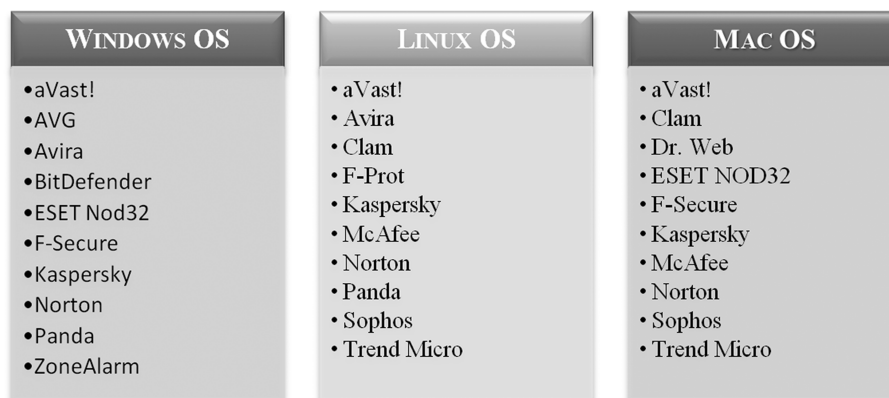 WINDOWS OS
•aVast!
•AVG
•Avira
•BitDefender
•ESET Nod32
•F-Secure
•Kaspersky
•Norton
•Panda
•ZoneAlarm
LINUX OS
• aVast!
• Avira
• Clam
• F-Prot
• Kaspersky
• McAfee
• Norton
• Panda
• Sophos
• Trend Micro
MAC OS
• aVast!
• Clam
• Dr. Web
• ESET NOD32
• F-Secure
• Kaspersky
• McAfee
• Norton
• Sophos
• Trend Micro